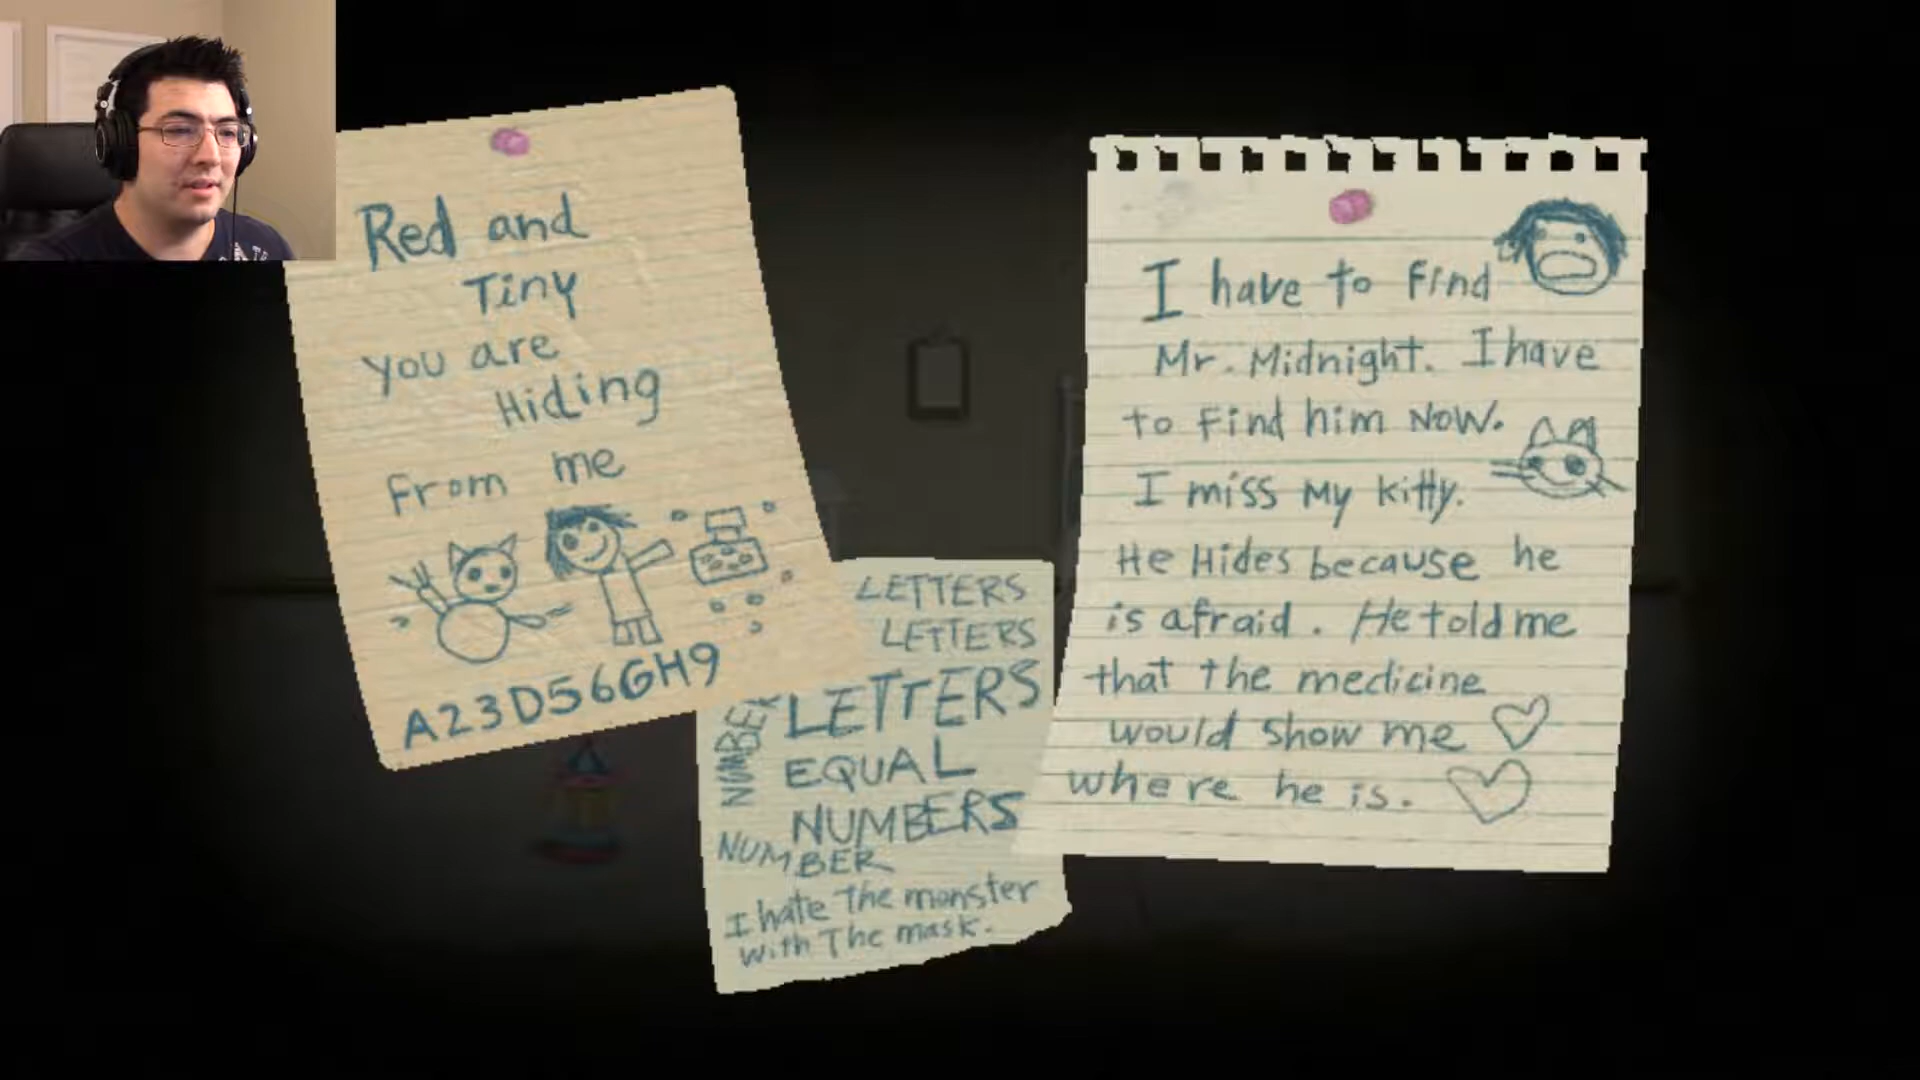 Red and
Tiny
you are
Hiding
from me
A23D56GH9
LETTERS
LETTERS
LETTERS
EQUAL
NUMBERS
NUMBER
NUMBER
I hate The monster
with The mask.
I have to find
Mr. Midnight. I have
to find him NOW.
I miss My kitty.
He Hides because he
is afraid. He told me
that the medicine
would show me
where he is.